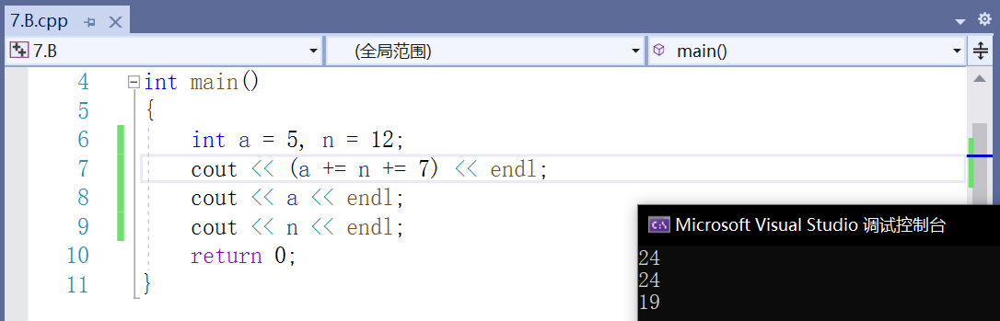 7.B.cpp
7.B (全局范围) main()
4 int main()
5 {
6 int a = 5, n = 12;
7 cout << (a += n += 7) << endl;
8 cout << a << endl;
9 cout << n << endl;
10 return 0;
11 }
C:\ Microsoft Visual Studio 调试控制台
24
24
19